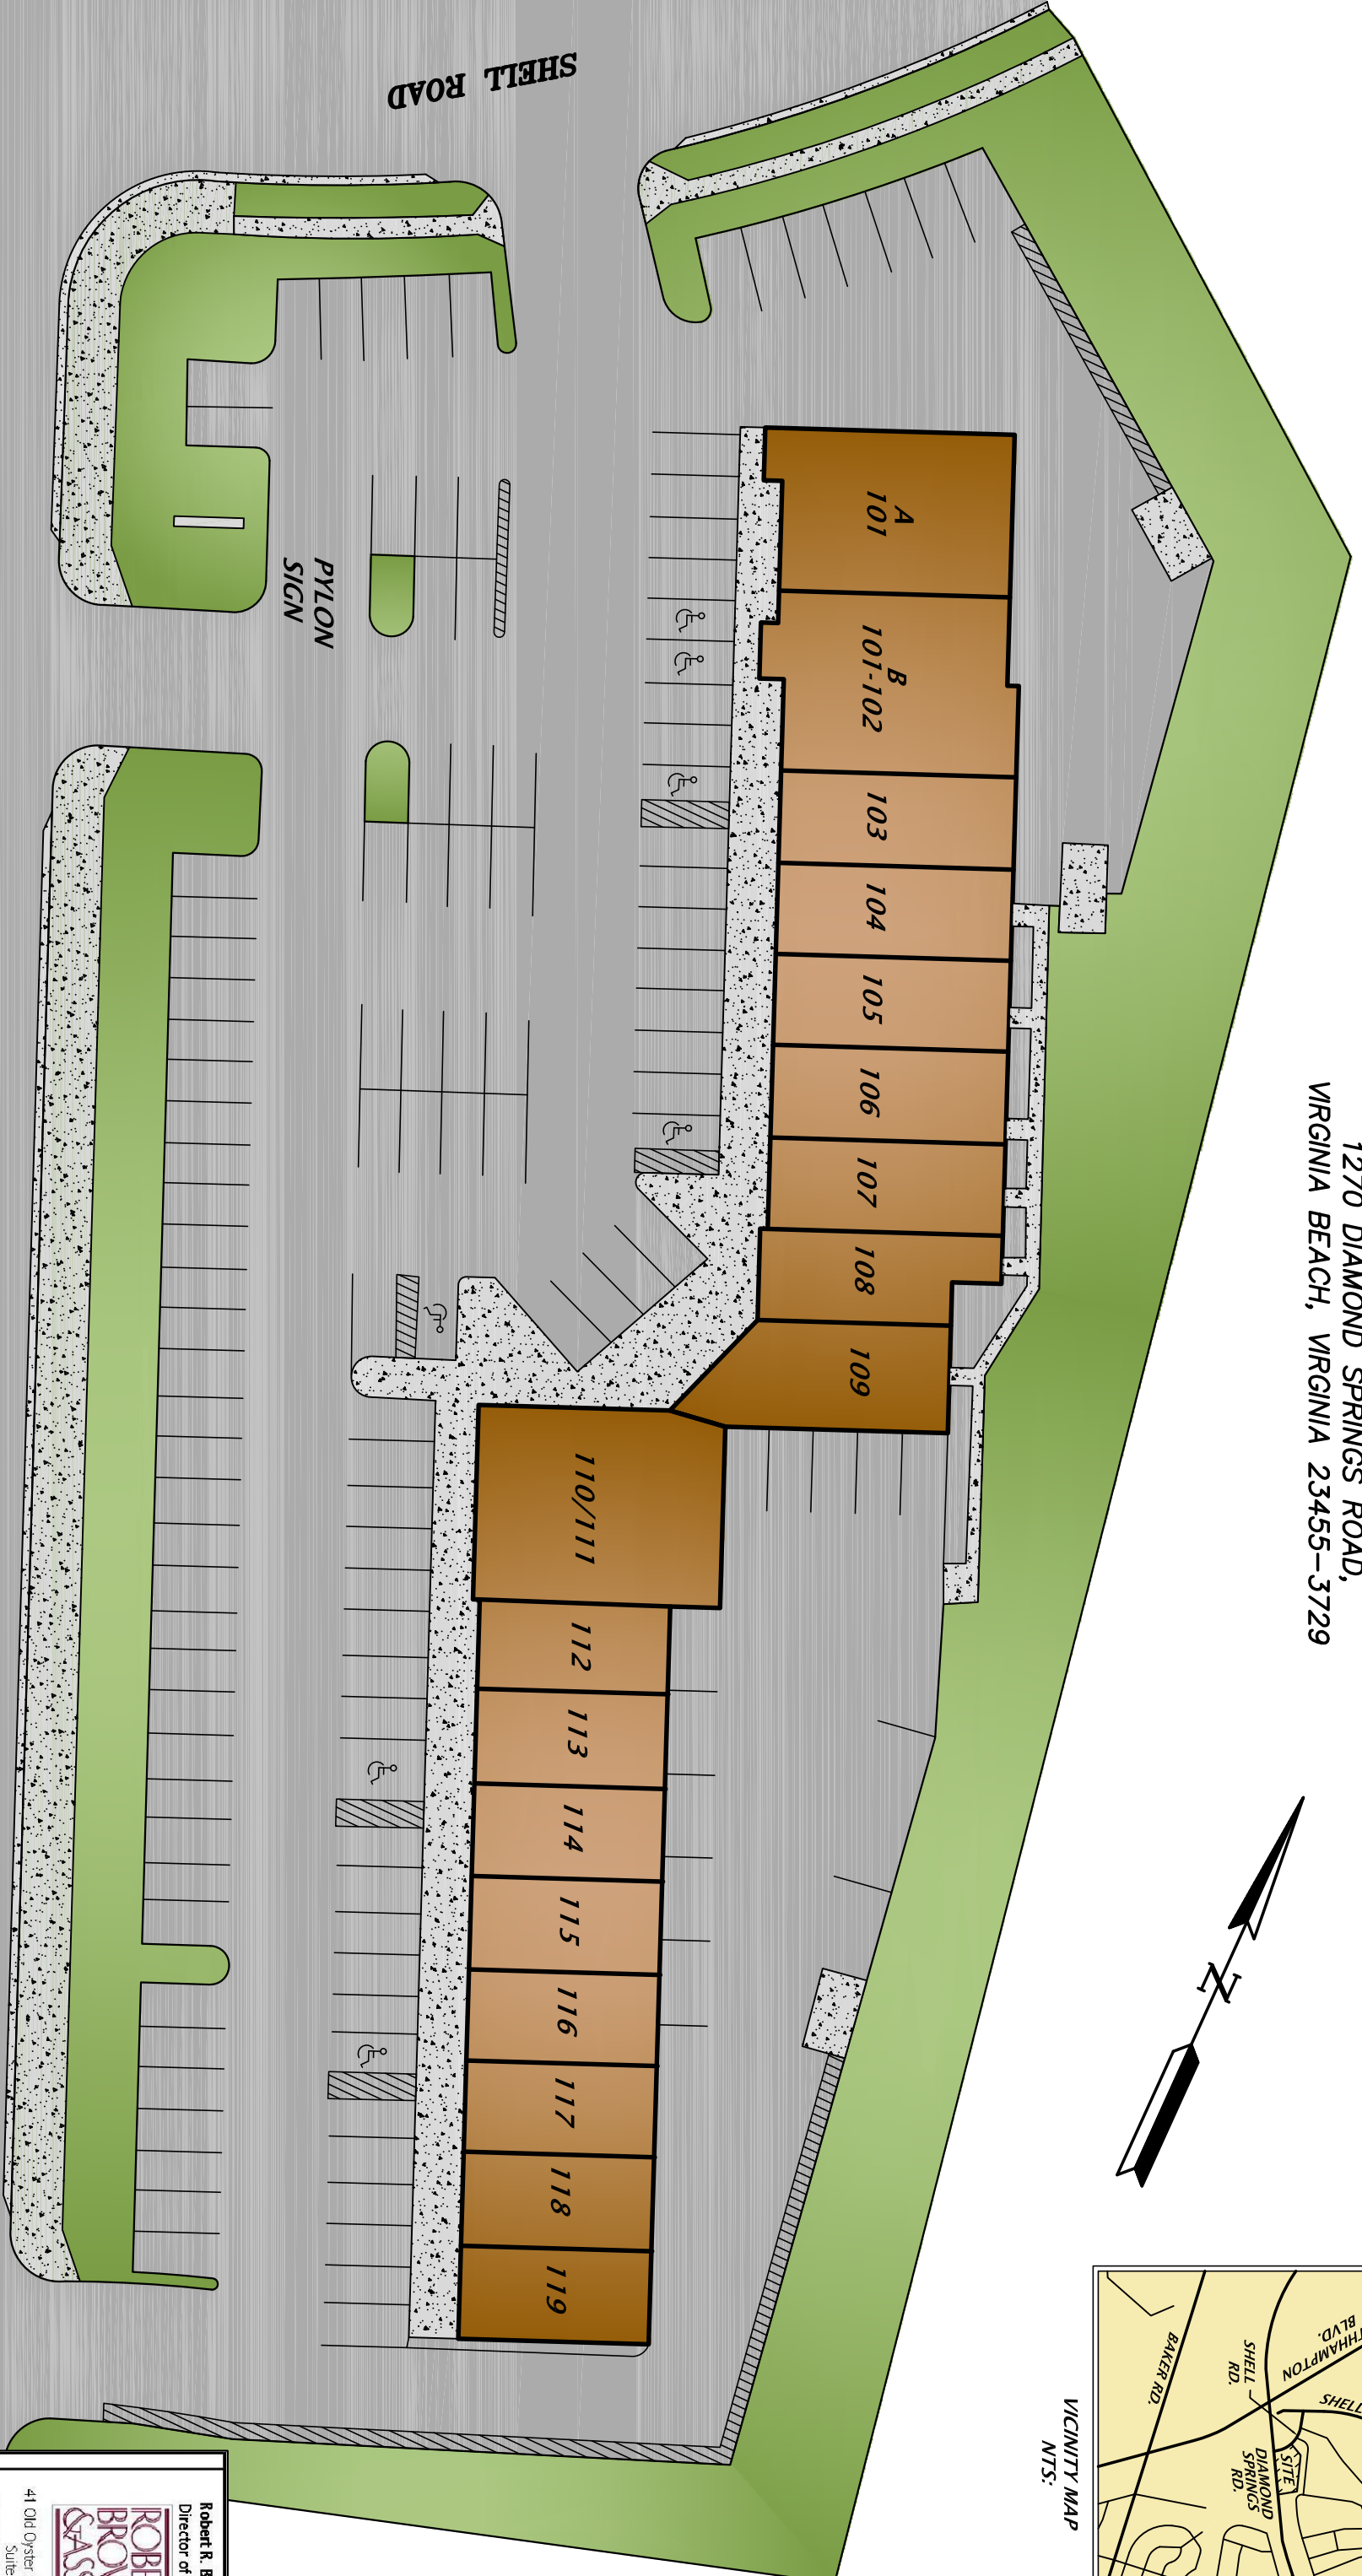 1270 DIAMOND SPRINGS ROAD,
VIRGINIA BEACH, VIRGINIA 23455-3729
SHELL ROAD
PYLON
SIGN
A
101
B
101-102
103
104
105
106
107
108
109
110/111
112
113
114
115
116
117
118
119
N
BLVD.
SHELL
RD.
SHELL
BAKER RD.
SITE
DIAMOND
SPRINGS
RD.
VICINITY MAP
NTS:
Robert R. B
Director of
41 Old Oyster
Suite